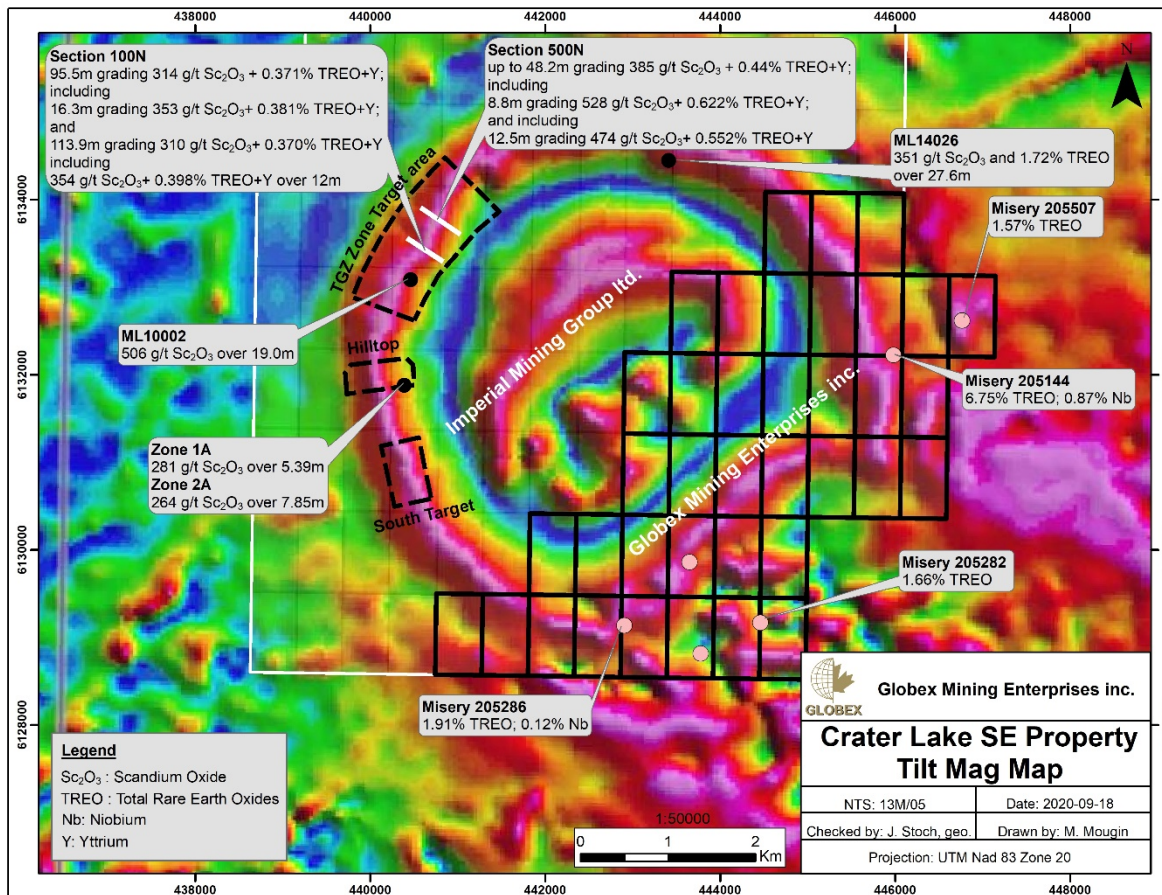 438000
440000
442000
444000
446000
448000
Section 100N
95.5m grading 314 g/t Sc₂O₃ + 0.371% TREO+Y;
including
16.3m grading 353 g/t Sc₂O₃+ 0.381% TREO+Y;
and
113.9m grading 310 g/t Sc₂O₃+ 0.370% TREO+Y
including
354 g/t Sc₂O₃+ 0.398% TREO+Y over 12m
Section 500N
up to 48.2m grading 385 g/t Sc₂O₃ + 0.44% TREO+Y;
including
8.8m grading 528 g/t Sc₂O₃+ 0.622% TREO+Y;
and including
12.5m grading 474 g/t Sc₂O₃+ 0.552% TREO+Y
N
ML14026
351 g/t Sc₂O₃ and 1.72% TREO
over 27.6m
6134000
6134000
TGZ Zone Target area
Misery 205507
1.57% TREO
ML10002
506 g/t Sc₂O₃ over 19.0m
Hilltop
Imperial Mining Group ltd.
6132000
6132000
Misery 205144
6.75% TREO; 0.87% Nb
Globex Mining Enterprises inc.
Zone 1A
281 g/t Sc₂O₃ over 5.39m
Zone 2A
264 g/t Sc₂O₃ over 7.85m
South Target
6130000
6130000
Misery 205282
1.66% TREO
Misery 205286
1.91% TREO; 0.12% Nb
6128000
6128000
Legend
Sc₂O₃ : Scandium Oxide
TREO : Total Rare Earth Oxides
Nb: Niobium
Y: Yttrium
1:50000
0
1
2
Km
GLOBEX
Globex Mining Enterprises inc.
Crater Lake SE Property
Tilt Mag Map
NTS: 13M/05
Date: 2020-09-18
Checked by: J. Stoch, geo.
Drawn by: M. Mougin
Projection: UTM Nad 83 Zone 20
438000
440000
442000
444000
446000
448000